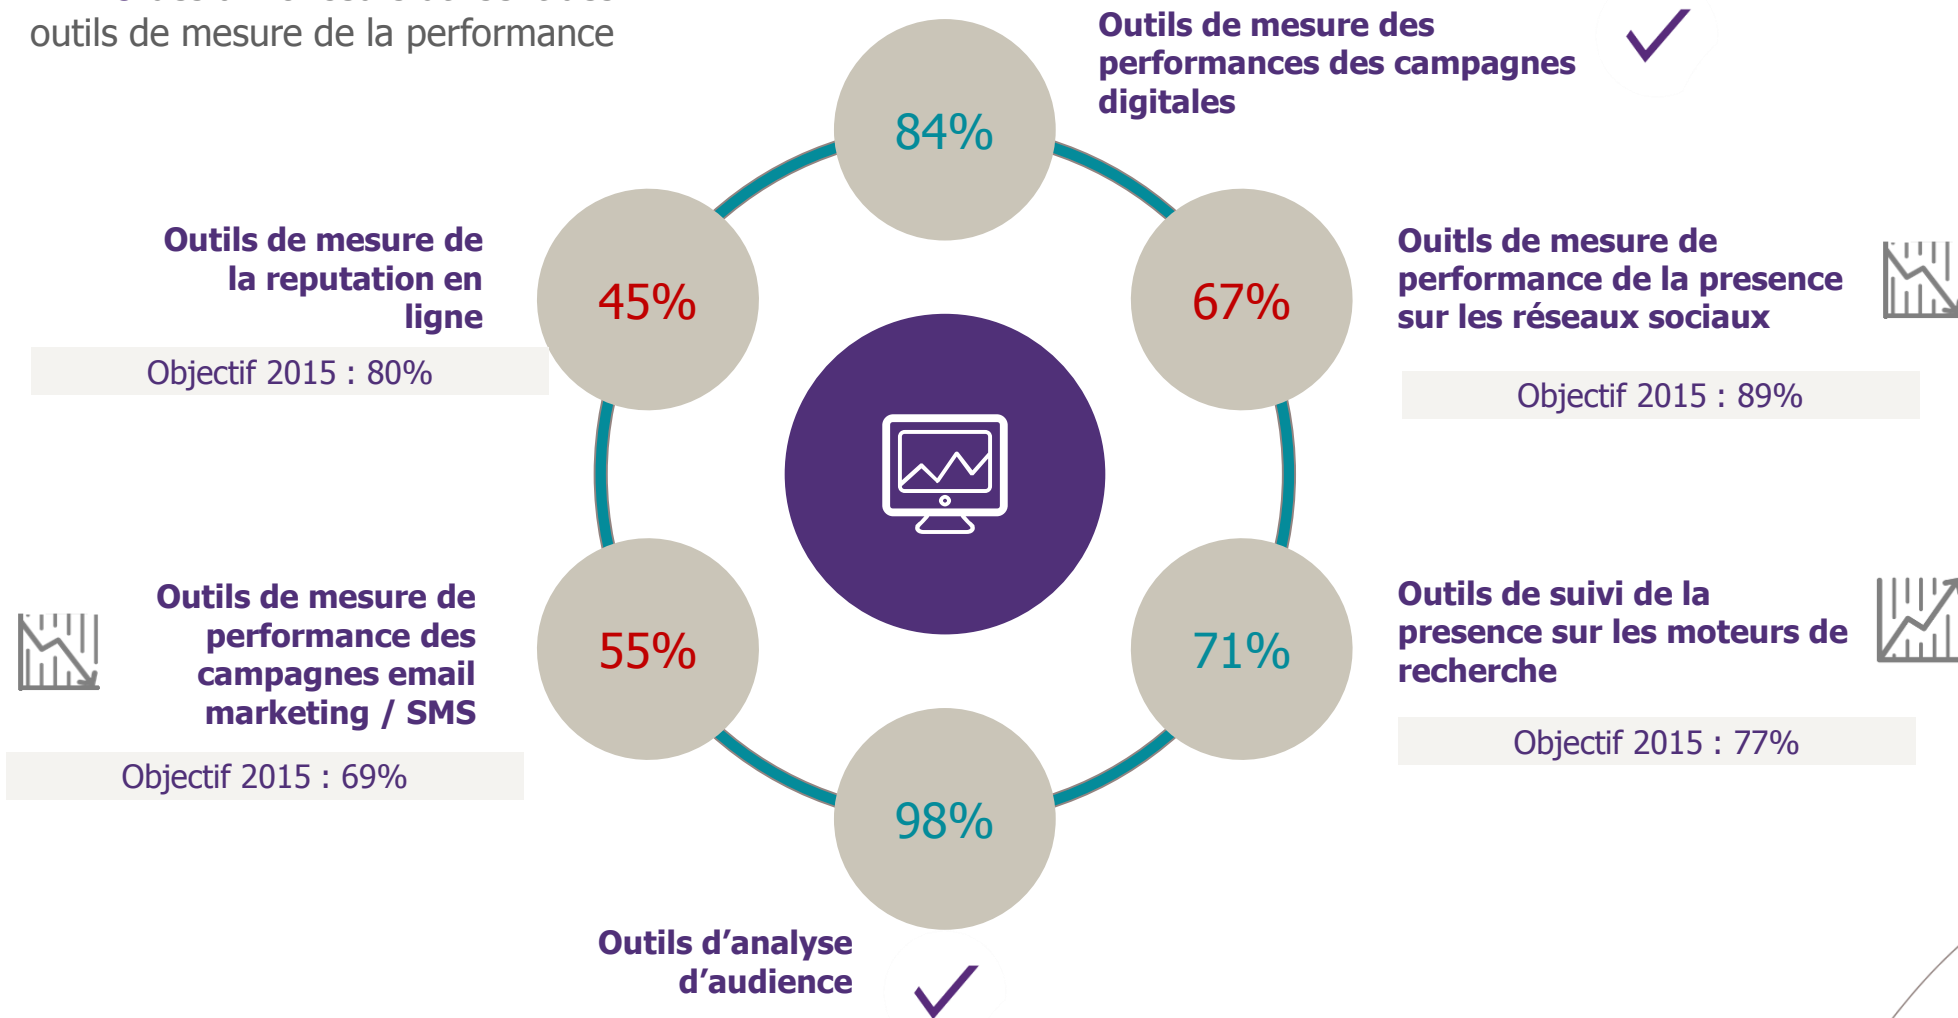 outils de mesure de la performance
Outils de mesure des
performances des campagnes
digitales
84%
Outils de mesure de
la reputation en
ligne
45%
Objectif 2015 : 80%
67%
Ouitls de mesure de
performance de la presence
sur les réseaux sociaux
Objectif 2015 : 89%
Outils de mesure de
performance des
campagnes email
marketing / SMS
55%
Objectif 2015 : 69%
71%
Outils de suivi de la
presence sur les moteurs de
recherche
Objectif 2015 : 77%
98%
Outils d’analyse
d’audience